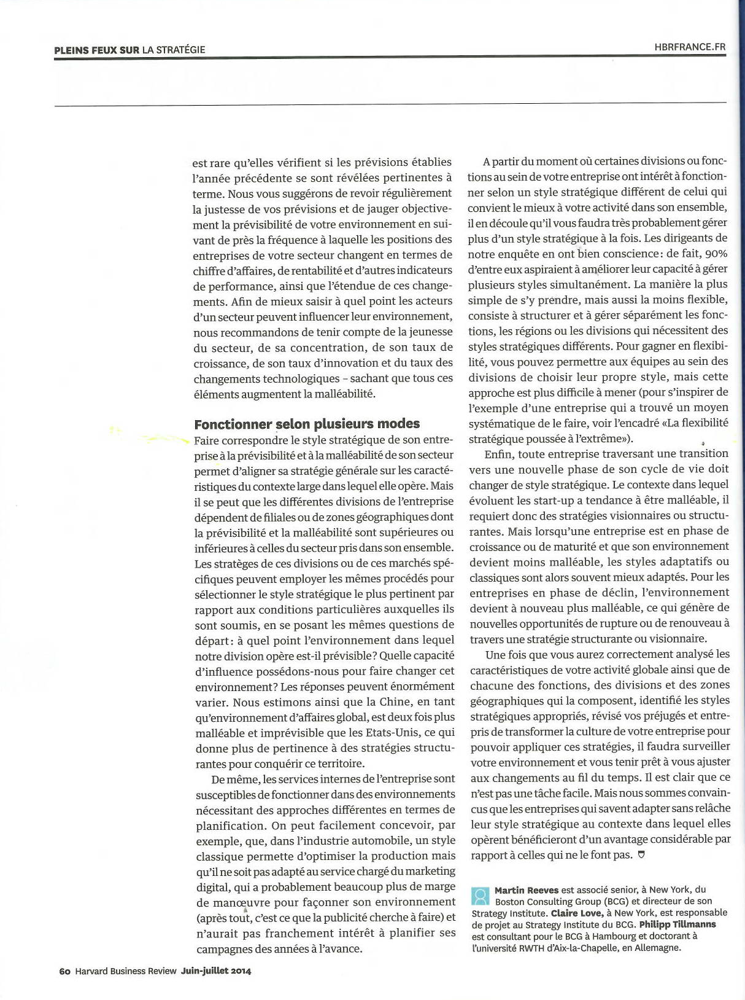 PLEINS FEUX SUR LA STRATÉGIE
HBRFRANCE.FR
est rare qu’elles vérifient si les prévisions établies
l’année précédente se sont révélées pertinentes à
terme. Nous vous suggérons de revoir régulièrement
la justesse de vos prévisions et de jauger objective-
ment la prévisibilité de votre environnement en sui-
vant de près la fréquence à laquelle les positions des
entreprises de votre secteur changent en termes de
chiffre d’affaires, de rentabilité et d’autres indicateurs
de performance, ainsi que l’étendue de ces change-
ments. Afin de mieux saisir à quel point les acteurs
d’un secteur peuvent influencer leur environnement,
nous recommandons de tenir compte de la jeunesse
du secteur, de sa concentration, de son taux de
croissance, de son taux d’innovation et du taux des
changements technologiques – sachant que tous ces
éléments augmentent la malléabilité.
Fonctionner selon plusieurs modes
Faire correspondre le style stratégique de son entre-
prise à la prévisibilité et à la malléabilité de son secteur
permet d’aligner sa stratégie générale sur les caracté-
ristiques du contexte large dans lequel elle opère. Mais
il se peut que les différentes divisions de l’entreprise
dépendent de filiales ou de zones géographiques dont
la prévisibilité et la malléabilité sont supérieures ou
inférieures à celles du secteur pris dans son ensemble.
Les stratèges de ces divisions ou de ces marchés spé-
cifiques peuvent employer les mêmes procédés pour
sélectionner le style stratégique le plus pertinent par
rapport aux conditions particulières auxquelles ils
sont soumis, en se posant les mêmes questions de
départ : à quel point l’environnement dans lequel
notre division opère est-il prévisible ? Quelle capacité
d’influence possédons-nous pour faire changer cet
environnement ? Les réponses peuvent énormément
varier. Nous estimons ainsi que la Chine, en tant
qu’environnement d’affaires global, est deux fois plus
malléable et imprévisible que les Etats-Unis, ce qui
donne plus de pertinence à des stratégies structu-
rantes pour conquérir ce territoire.
De même, les services internes de l’entreprise sont
susceptibles de fonctionner dans des environnements
nécessitant des approches différentes en termes de
planification. On peut facilement concevoir, par
exemple, que, dans l’industrie automobile, un style
classique permette d’optimiser la production mais
qu’il ne soit pas adapté au service chargé du marketing
digital, qui a probablement beaucoup plus de marge
de manœuvre pour façonner son environnement
(après tout, c’est ce que la publicité cherche à faire) et
n’aurait pas franchement intérêt à planifier ses
campagnes des années à l’avance.
A partir du moment où certaines divisions ou fonc-
tions au sein de votre entreprise ont intérêt à fonction-
ner selon un style stratégique différent de celui qui
convient le mieux à votre activité dans son ensemble,
il en découle qu’il vous faudra très probablement gérer
plus d’un style stratégique à la fois. Les dirigeants de
notre enquête en ont bien conscience : de fait, 90%
d’entre eux aspiraient à améliorer leur capacité à gérer
plusieurs styles simultanément. La manière la plus
simple de s’y prendre, mais aussi la moins flexible,
consiste à structurer et à gérer séparément les fonc-
tions, les régions ou les divisions qui nécessitent des
styles stratégiques différents. Pour gagner en flexibi-
lité, vous pouvez permettre aux équipes au sein des
divisions de choisir leur propre style, mais cette
approche est plus difficile à mener (pour s’inspirer de
l’exemple d’une entreprise qui a trouvé un moyen
systématique de le faire, voir l’encadré «La flexibilité
stratégique poussée à l’extrême»).
Enfin, toute entreprise traversant une transition
vers une nouvelle phase de son cycle de vie doit
changer de style stratégique. Le contexte dans lequel
évoluent les start-up a tendance à être malléable, il
requiert donc des stratégies visionnaires ou structu-
rantes. Mais lorsqu’une entreprise est en phase de
croissance ou de maturité et que son environnement
devient moins malléable, les styles adaptatifs ou
classiques sont alors souvent mieux adaptés. Pour les
entreprises en phase de déclin, l’environnement
devient à nouveau plus malléable, ce qui génère de
nouvelles opportunités de rupture ou de renouveau à
travers une stratégie structurante ou visionnaire.
Une fois que vous aurez correctement analysé les
caractéristiques de votre activité globale ainsi que de
chacune des fonctions, des divisions et des zones
géographiques qui la composent, identifié les styles
stratégiques appropriés, révisé vos préjugés et entre-
pris de transformer la culture de votre entreprise pour
pouvoir appliquer ces stratégies, il faudra surveiller
votre environnement et vous tenir prêt à vous ajuster
aux changements au fil du temps. Il est clair que ce
n’est pas une tâche facile. Mais nous sommes convain-
cus que les entreprises qui savent adapter sans relâche
leur style stratégique au contexte dans lequel elles
opèrent bénéficieront d’un avantage considérable par
rapport à celles qui ne le font pas.
Martin Reeves est associé senior, à New York, du
Boston Consulting Group (BCG) et directeur de son
Strategy Institute. Claire Love, à New York, est responsable
de projet au Strategy Institute du BCG. Philipp Tillmanns
est consultant pour le BCG à Hambourg et doctorant à
l’université RWTH d’Aix-la-Chapelle, en Allemagne.
60 Harvard Business Review Juin-juillet 2014